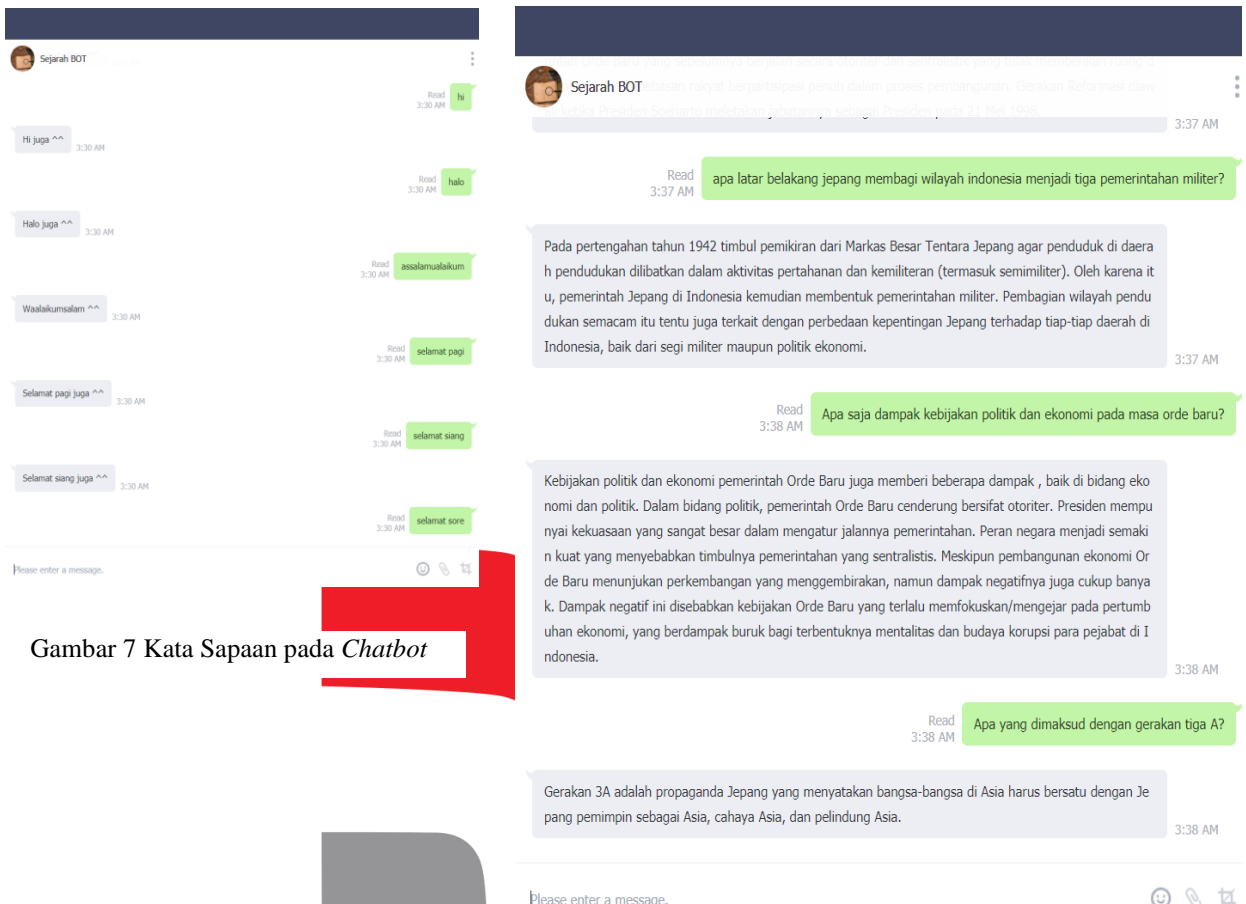 Sejarah BOT
Read
3:30 AM
hi
Hi juga ^^
3:30 AM
Read
3:30 AM
halo
Halo juga ^^
3:30 AM
Read
3:30 AM
assalamualaikum
Waalaikumsalam ^^
3:30 AM
Read
3:30 AM
selamat pagi
Selamat pagi juga ^^
3:30 AM
Read
3:30 AM
selamat siang
Selamat siang juga ^^
3:30 AM
Read
3:30 AM
selamat sore
Please enter a message.
Gambar 7 Kata Sapaan pada Chatbot
Sejarah BOT
3:37 AM
Read
3:37 AM
apa latar belakang jepang membagi wilayah indonesia menjadi tiga pemerintahan militer?
Pada pertengahan tahun 1942 timbul pemikiran dari Markas Besar Tentara Jepang agar penduduk di daera
h pendudukan dilibatkan dalam aktivitas pertahanan dan kemiliteran (termasuk semimiliter). Oleh karena it
u, pemerintah Jepang di Indonesia kemudian membentuk pemerintahan militer. Pembagian wilayah pendu
dukan semacam itu tentu juga terkait dengan perbedaan kepentingan Jepang terhadap tiap-tiap daerah di
Indonesia, baik dari segi militer maupun politik ekonomi.
3:37 AM
Read
3:38 AM
Apa saja dampak kebijakan politik dan ekonomi pada masa orde baru?
Kebijakan politik dan ekonomi pemerintah Orde Baru juga memberi beberapa dampak , baik di bidang eko
nomi dan politik. Dalam bidang politik, pemerintah Orde Baru cenderung bersifat otoriter. Presiden mempu
nyai kekuasaan yang sangat besar dalam mengatur jalannya pemerintahan. Peran negara menjadi semaki
n kuat yang menyebabkan timbulnya pemerintahan yang sentralistis. Meskipun pembangunan ekonomi Or
de Baru menunjukan perkembangan yang menggembirakan, namun dampak negatifnya juga cukup banya
k. Dampak negatif ini disebabkan kebijakan Orde Baru yang terlalu memfokuskan/mengejar pada pertumb
uhan ekonomi, yang berdampak buruk bagi terbentuknya mentalitas dan budaya korupsi para pejabat di I
ndonesia.
3:38 AM
Read
3:38 AM
Apa yang dimaksud dengan gerakan tiga A?
Gerakan 3A adalah propaganda Jepang yang menyatakan bangsa-bangsa di Asia harus bersatu dengan Je
pang pemimpin sebagai Asia, cahaya Asia, dan pelindung Asia.
3:38 AM
Please enter a message.